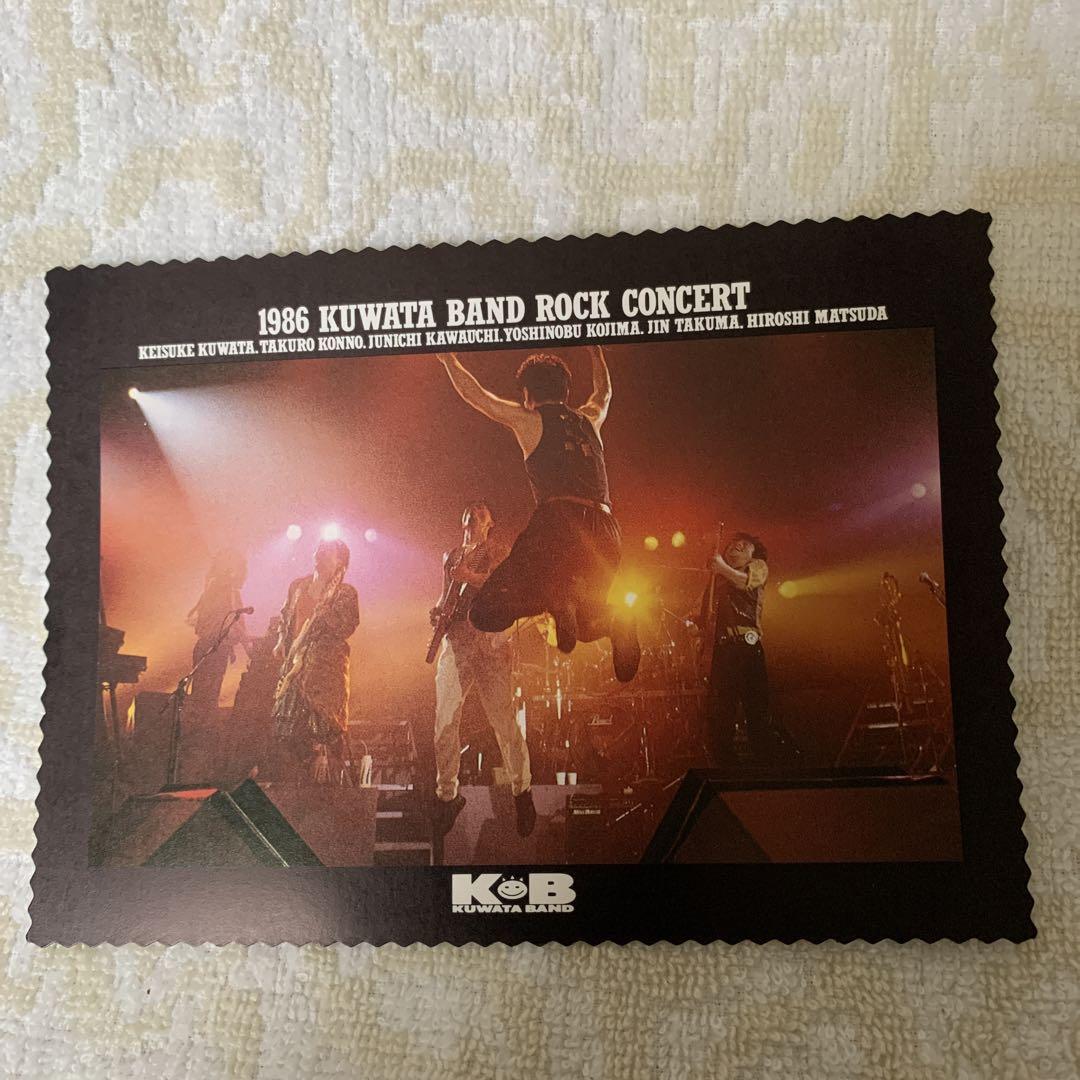 1986 KUWATA BAND ROCK CONCERT
KEISUKE KUWATA. TAKURO KONNO. JUNICHI KAWAUCHI. YOSHINOBU KOJIMA. JIN TAKUMA. HIROSHI MATSUDA
Pearl
K B
KUWATA BAND